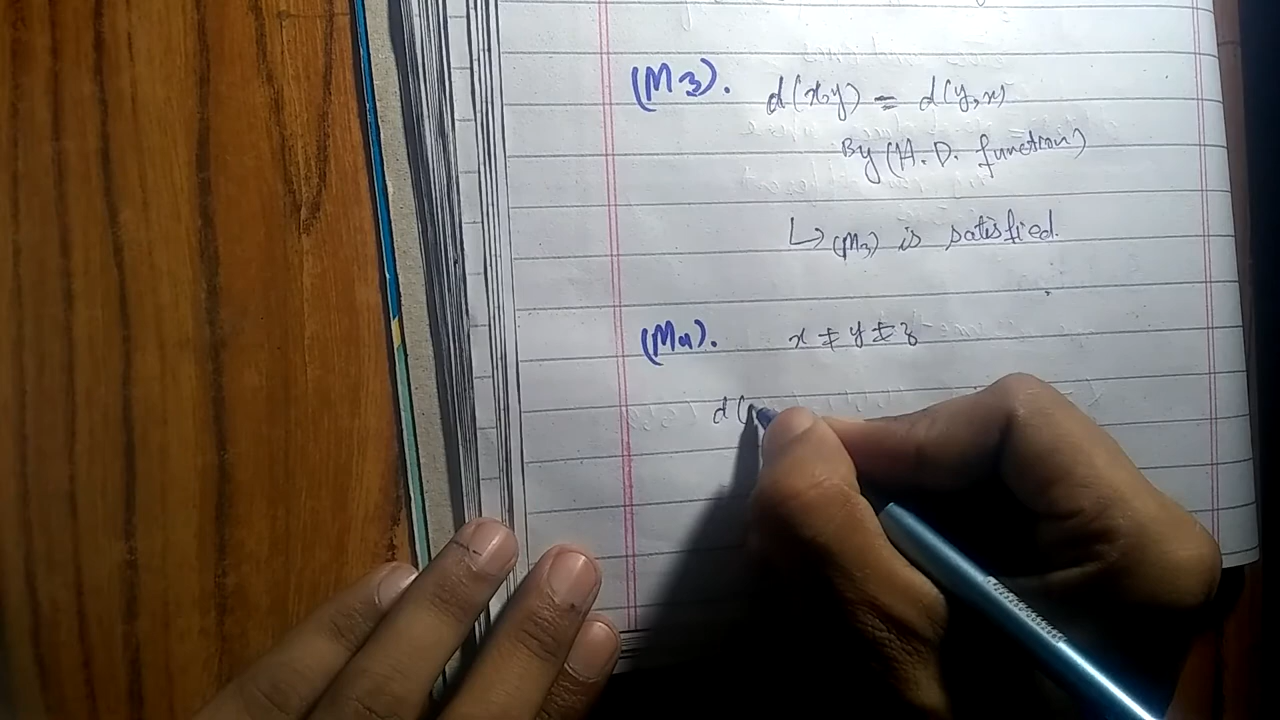 (M3). d(x,y) = d(y,x)
By (H.D. function)
↳ (M3) is satisfied.
(M4). x ≠ y ≠ z
d(